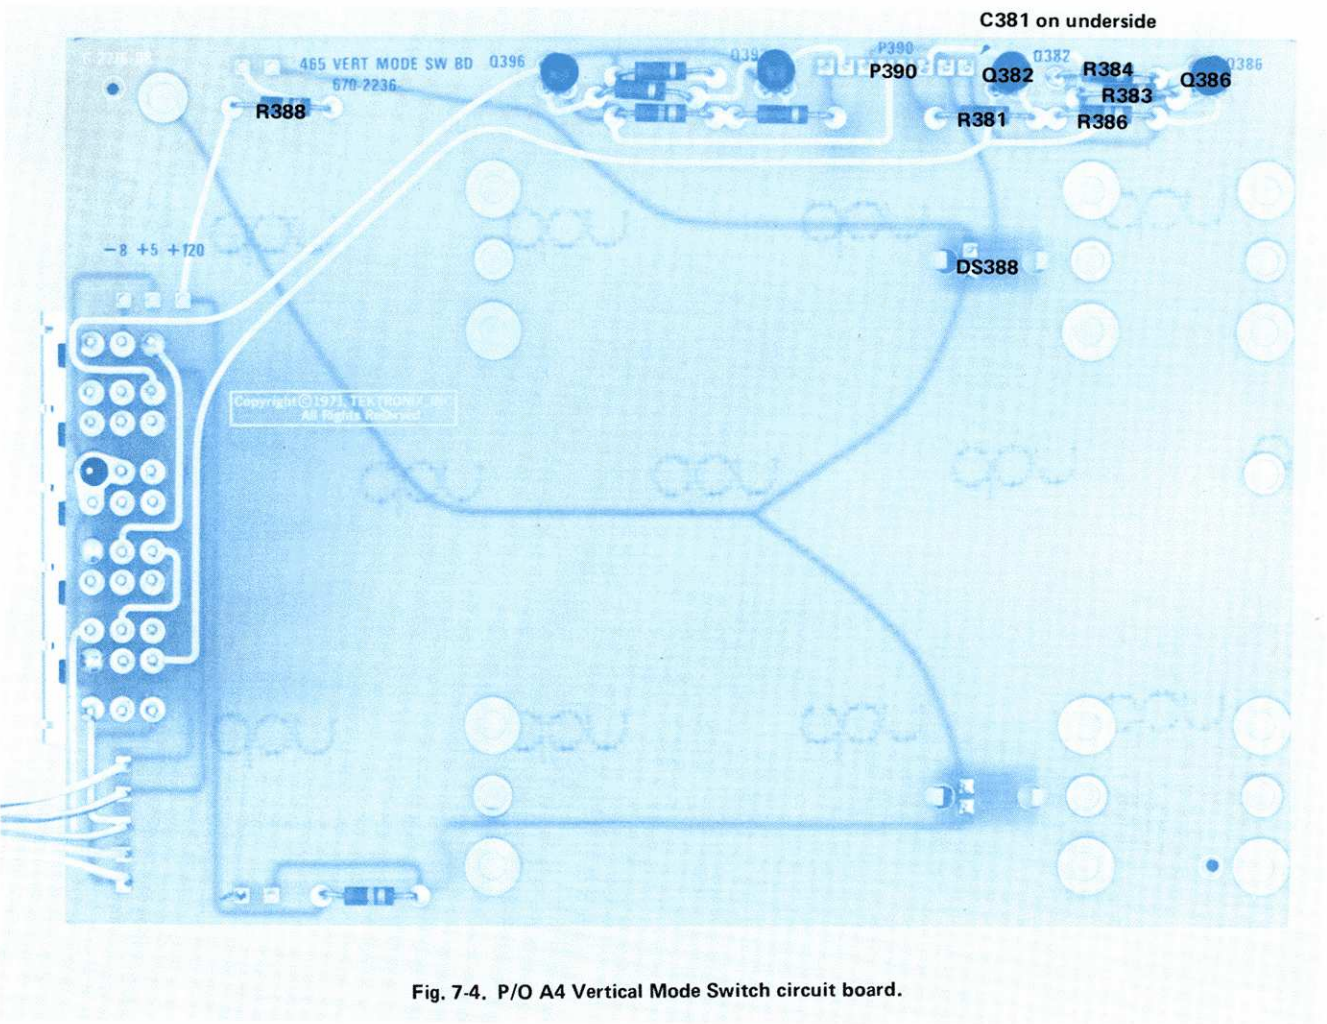 C381 on underside
465 VERT MODE SW BD
670-2236-
Q396
P390
P390
Q382
Q382
R384
Q386
Q386
R383
R388
R381
R386
-8 +5 +120
DS388
Copyright © 1973, TEKTRONIX, INC
All Rights Reserved
Fig. 7-4. P/O A4 Vertical Mode Switch circuit board.